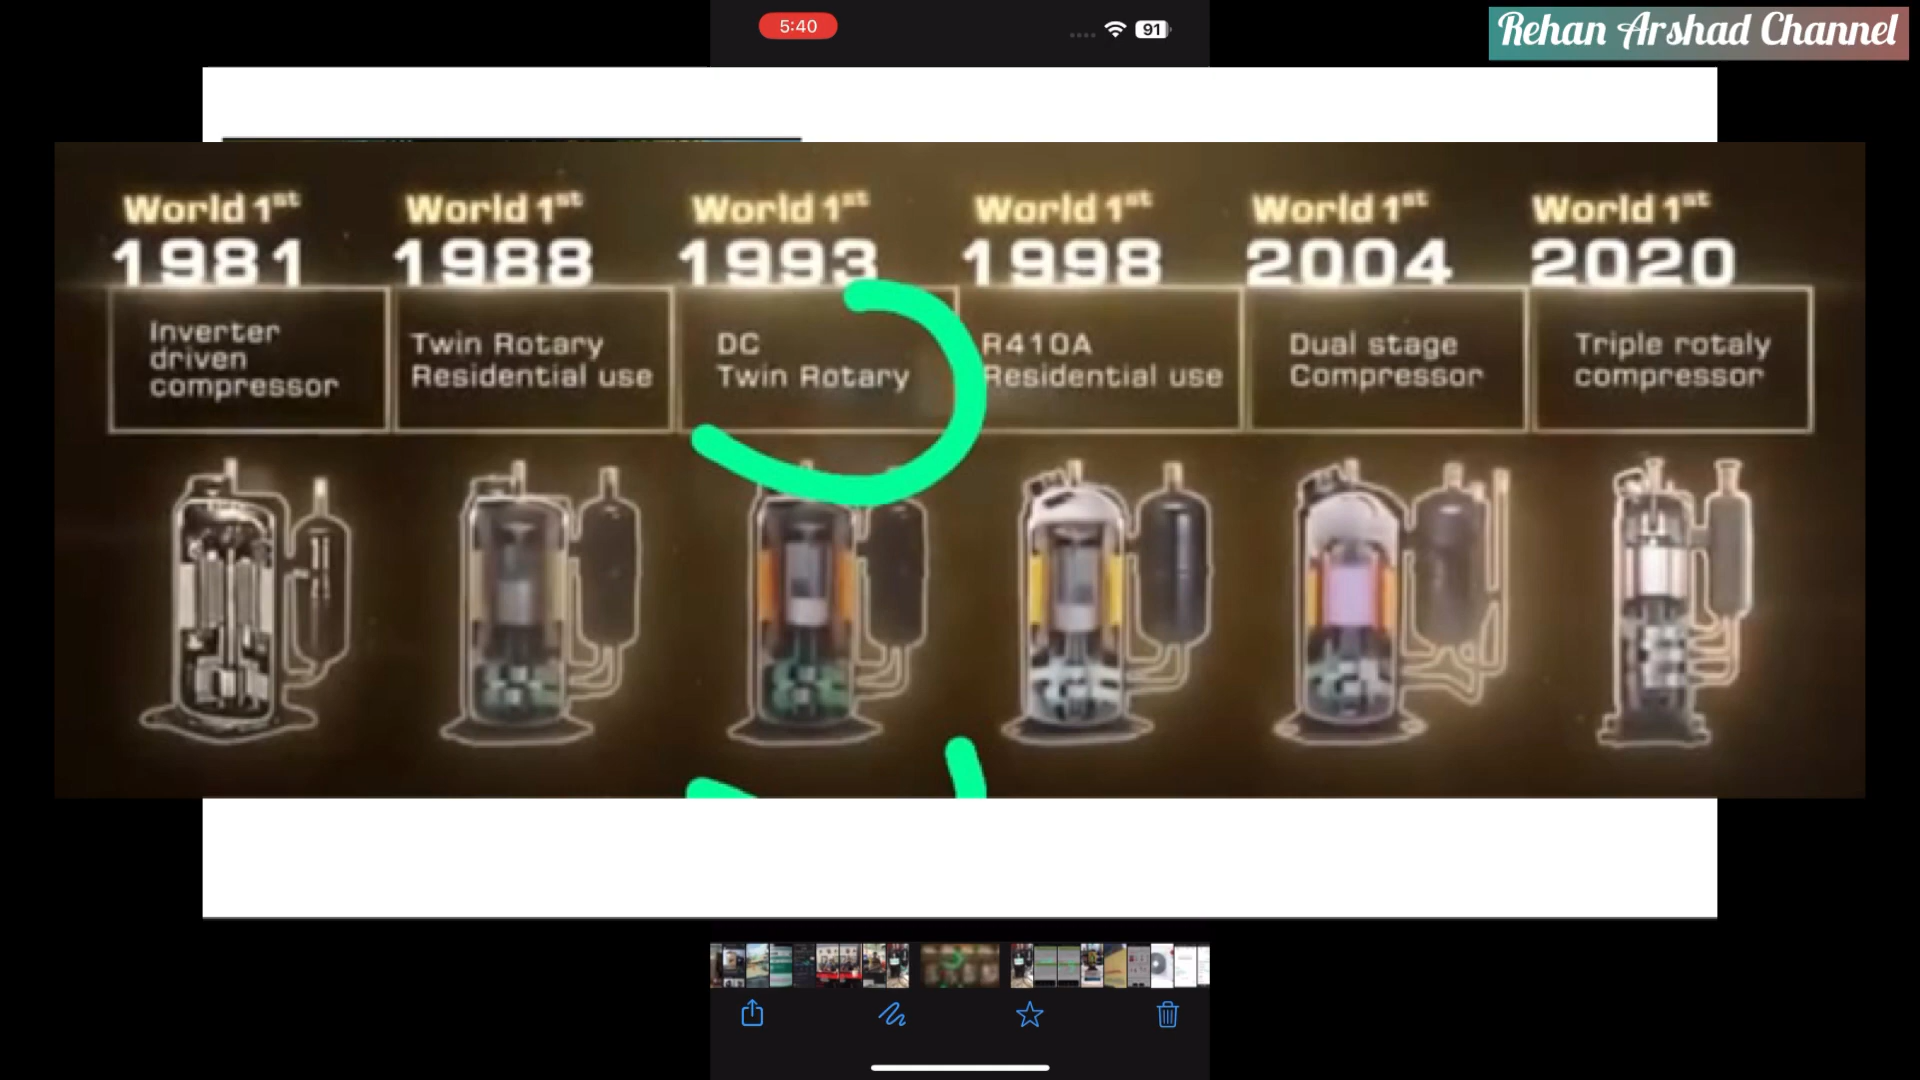 5:40
91
Rehan Arshad Channel
World 1st
1981
Inverter
driven
compressor
World 1st
1988
Twin Rotary
Residential use
World 1st
1993
DC
Twin Rotary
World 1st
1998
R410A
Residential use
World 1st
2004
Dual stage
Compressor
World 1st
2020
Triple rotaly
compressor